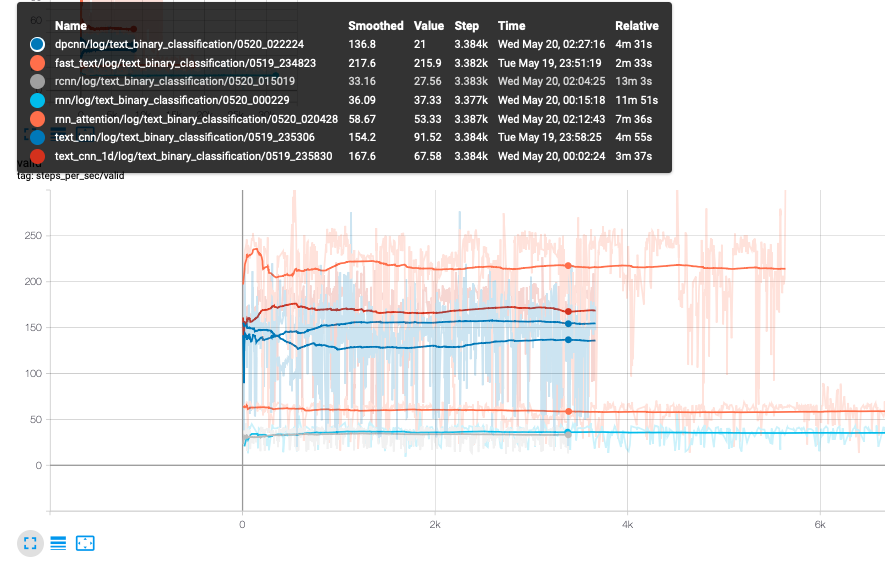 60
Name Smoothed Value Step Time Relative
dpcnn/log/text_binary_classification/0520_022224 136.8 21 3.384k Wed May 20, 02:27:16 4m 31s
fast_text/log/text_binary_classification/0519_234823 217.6 215.9 3.382k Tue May 19, 23:51:19 2m 33s
rcnn/log/text_binary_classification/0520_015019 33.16 27.56 3.383k Wed May 20, 02:04:25 13m 3s
rnn/log/text_binary_classification/0520_000229 36.09 37.33 3.377k Wed May 20, 00:15:18 11m 51s
rnn_attention/log/text_binary_classification/0520_020428 58.67 53.33 3.387k Wed May 20, 02:12:43 7m 36s
text_cnn/log/text_binary_classification/0519_235306 154.2 91.52 3.384k Tue May 19, 23:58:25 4m 55s
text_cnn_1d/log/text_binary_classification/0519_235830 167.6 67.58 3.384k Wed May 20, 00:02:24 3m 37s
valid
tag: steps_per_sec/valid
250
200
150
100
50
0
0 2k 4k 6k